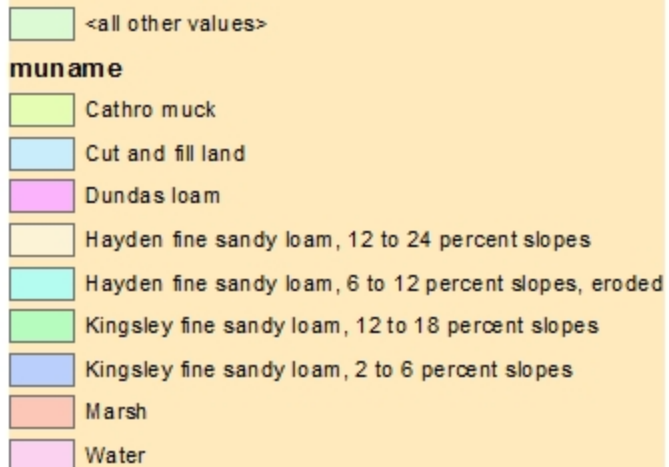 <all other values>
muname
Cathro muck
Cut and fill land
Dundas loam
Hayden fine sandy loam, 12 to 24 percent slopes
Hayden fine sandy loam, 6 to 12 percent slopes, eroded
Kingsley fine sandy loam, 12 to 18 percent slopes
Kingsley fine sandy loam, 2 to 6 percent slopes
Marsh
Water